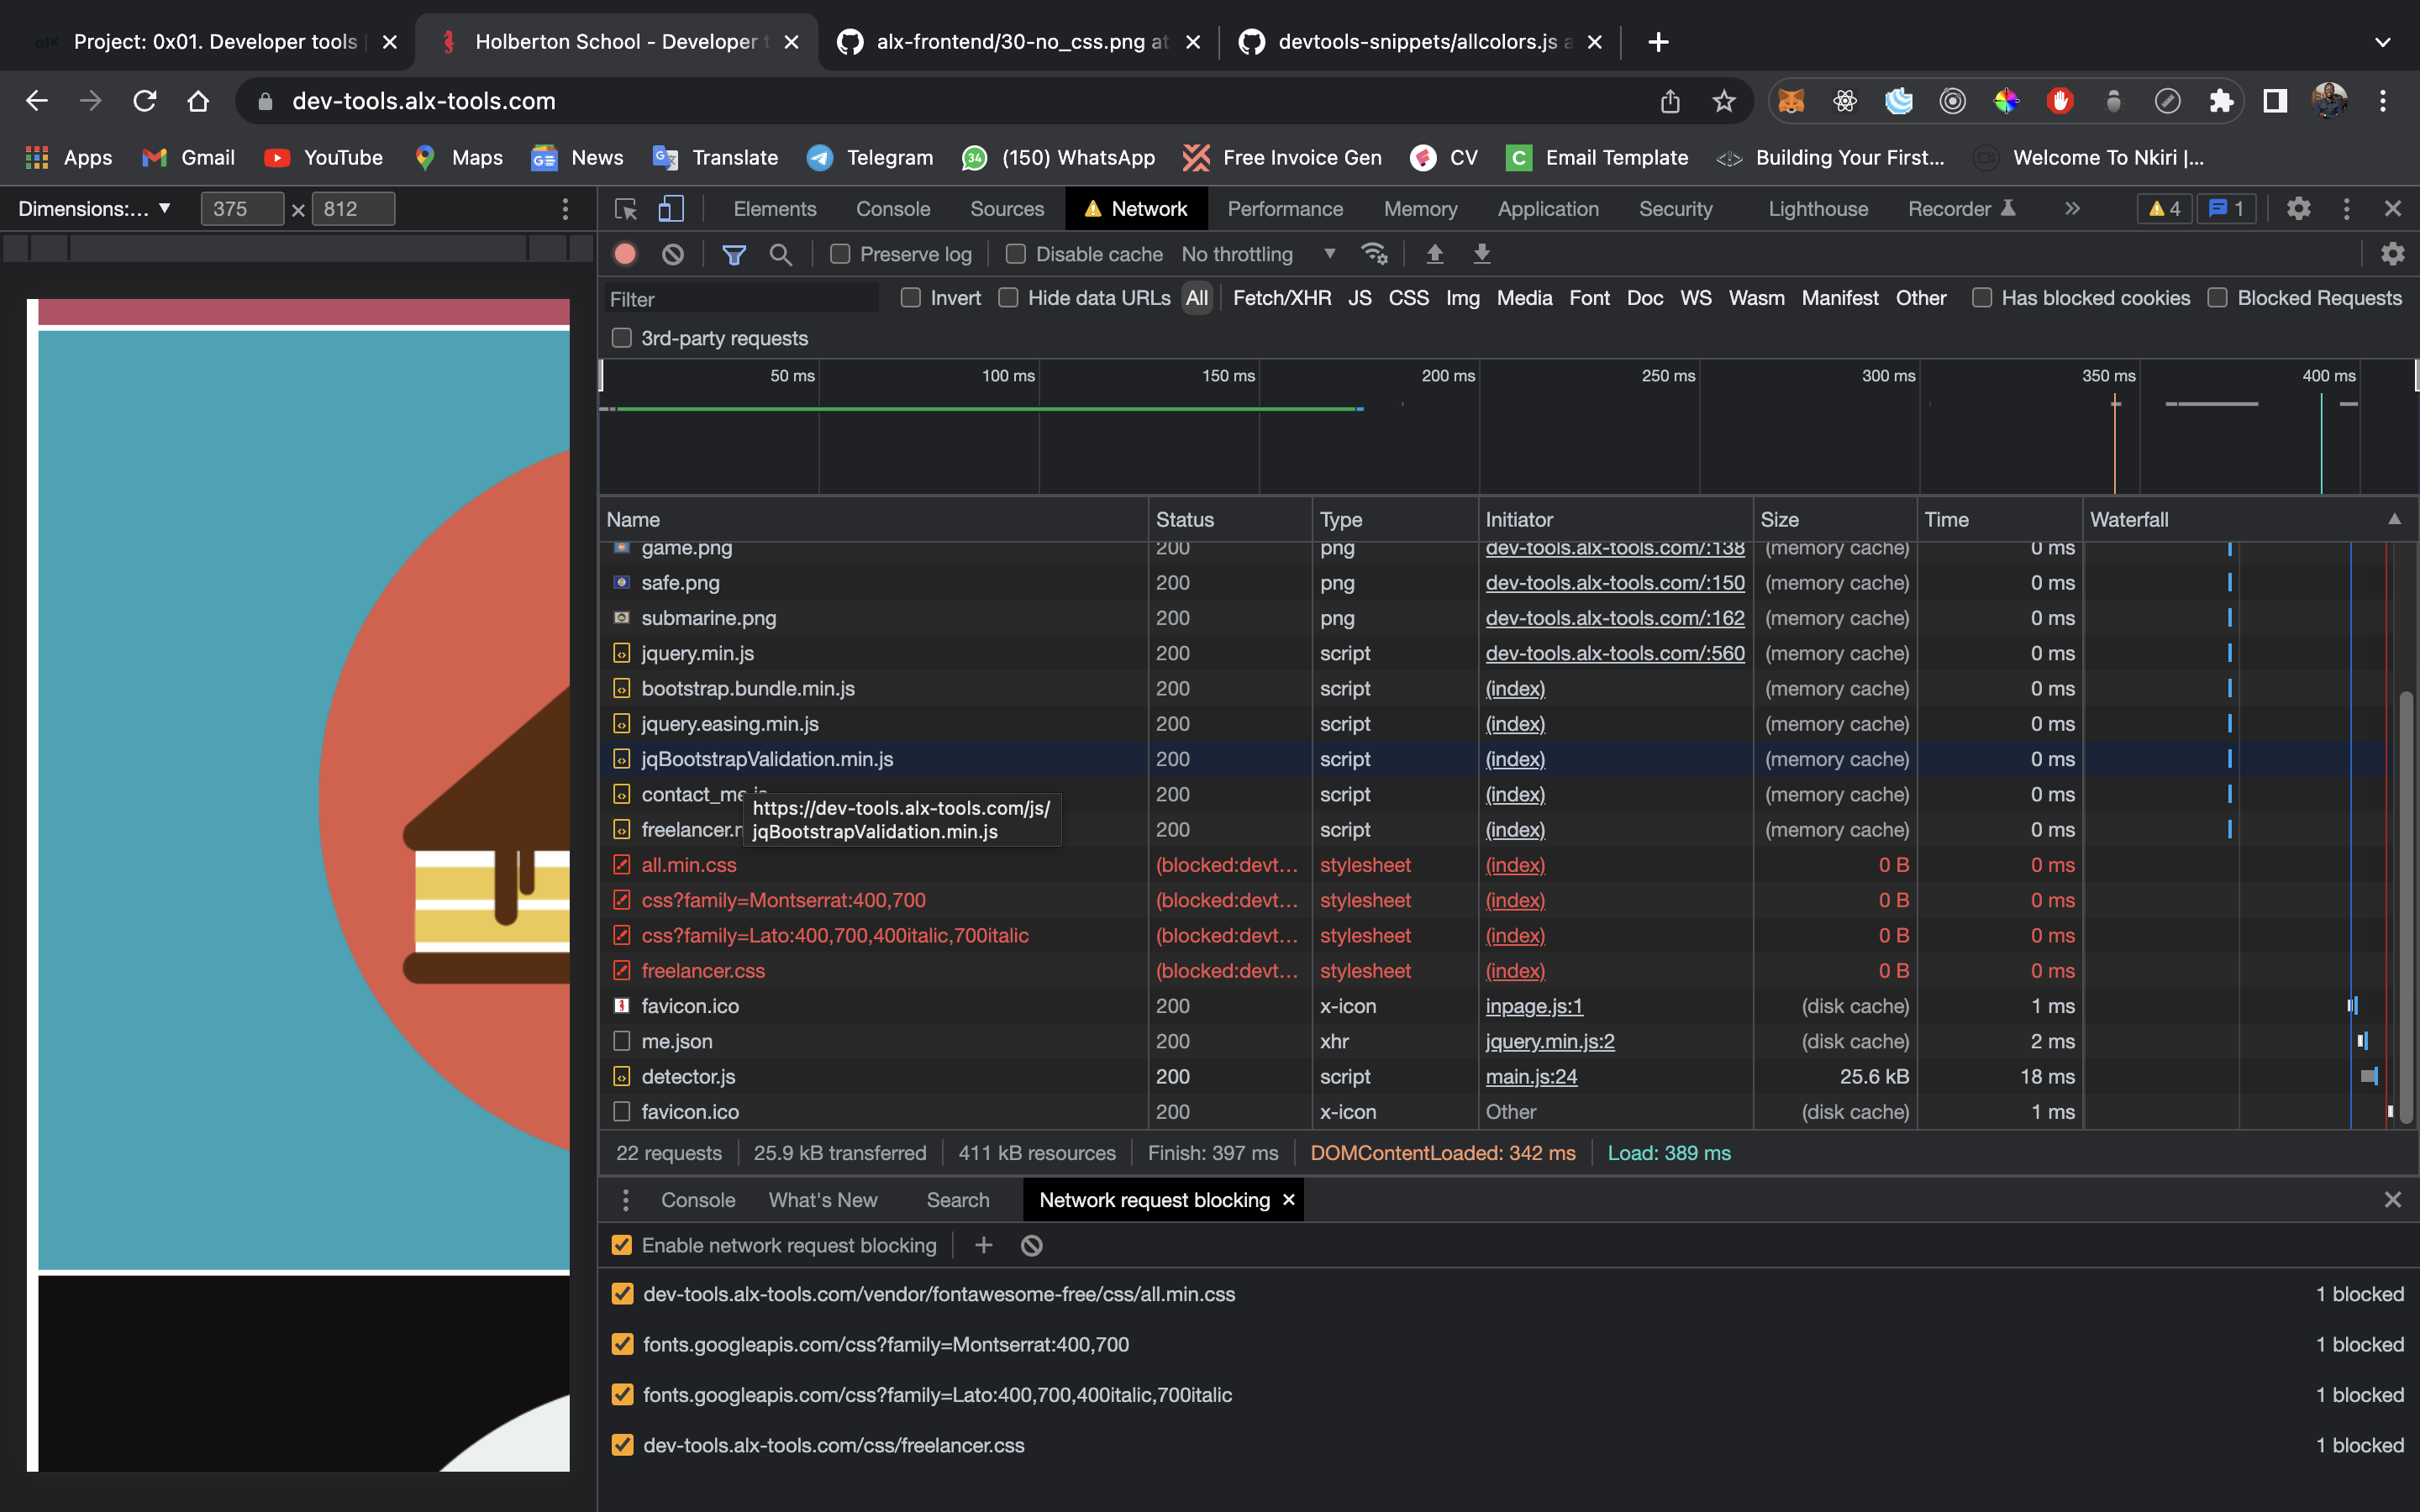 alx Project: 0x01. Developer tools
Holberton School - Developer t
alx-frontend/30-no_css.png at
devtools-snippets/allcolors.js a
dev-tools.alx-tools.com
Apps Gmail YouTube Maps News Translate Telegram 34 (150) WhatsApp Free Invoice Gen CV C Email Template Building Your First... Welcome To Nkiri |...
Dimensions:... 375 × 812
Elements Console Sources Network Performance Memory Application Security Lighthouse Recorder 4 1
Preserve log Disable cache No throttling
Filter Invert Hide data URLs All Fetch/XHR JS CSS Img Media Font Doc WS Wasm Manifest Other Has blocked cookies Blocked Requests
3rd-party requests
50 ms 100 ms 150 ms 200 ms 250 ms 300 ms 350 ms 400 ms
Name Status Type Initiator Size Time Waterfall
game.png 200 png dev-tools.alx-tools.com/:138 (memory cache) 0 ms
safe.png 200 png dev-tools.alx-tools.com/:150 (memory cache) 0 ms
submarine.png 200 png dev-tools.alx-tools.com/:162 (memory cache) 0 ms
jquery.min.js 200 script dev-tools.alx-tools.com/:560 (memory cache) 0 ms
bootstrap.bundle.min.js 200 script (index) (memory cache) 0 ms
jquery.easing.min.js 200 script (index) (memory cache) 0 ms
jqBootstrapValidation.min.js 200 script (index) (memory cache) 0 ms
contact_me.js 200 script (index) (memory cache) 0 ms
https://dev-tools.alx-tools.com/js/
jqBootstrapValidation.min.js
freelancer.m 200 script (index) (memory cache) 0 ms
all.min.css (blocked:devt... stylesheet (index) 0 B 0 ms
css?family=Montserrat:400,700 (blocked:devt... stylesheet (index) 0 B 0 ms
css?family=Lato:400,700,400italic,700italic (blocked:devt... stylesheet (index) 0 B 0 ms
freelancer.css (blocked:devt... stylesheet (index) 0 B 0 ms
favicon.ico 200 x-icon inpage.js:1 (disk cache) 1 ms
me.json 200 xhr jquery.min.js:2 (disk cache) 2 ms
detector.js 200 script main.js:24 25.6 kB 18 ms
favicon.ico 200 x-icon Other (disk cache) 1 ms
22 requests 25.9 kB transferred 411 kB resources Finish: 397 ms DOMContentLoaded: 342 ms Load: 389 ms
Console What's New Search Network request blocking
Enable network request blocking
dev-tools.alx-tools.com/vendor/fontawesome-free/css/all.min.css 1 blocked
fonts.googleapis.com/css?family=Montserrat:400,700 1 blocked
fonts.googleapis.com/css?family=Lato:400,700,400italic,700italic 1 blocked
dev-tools.alx-tools.com/css/freelancer.css 1 blocked